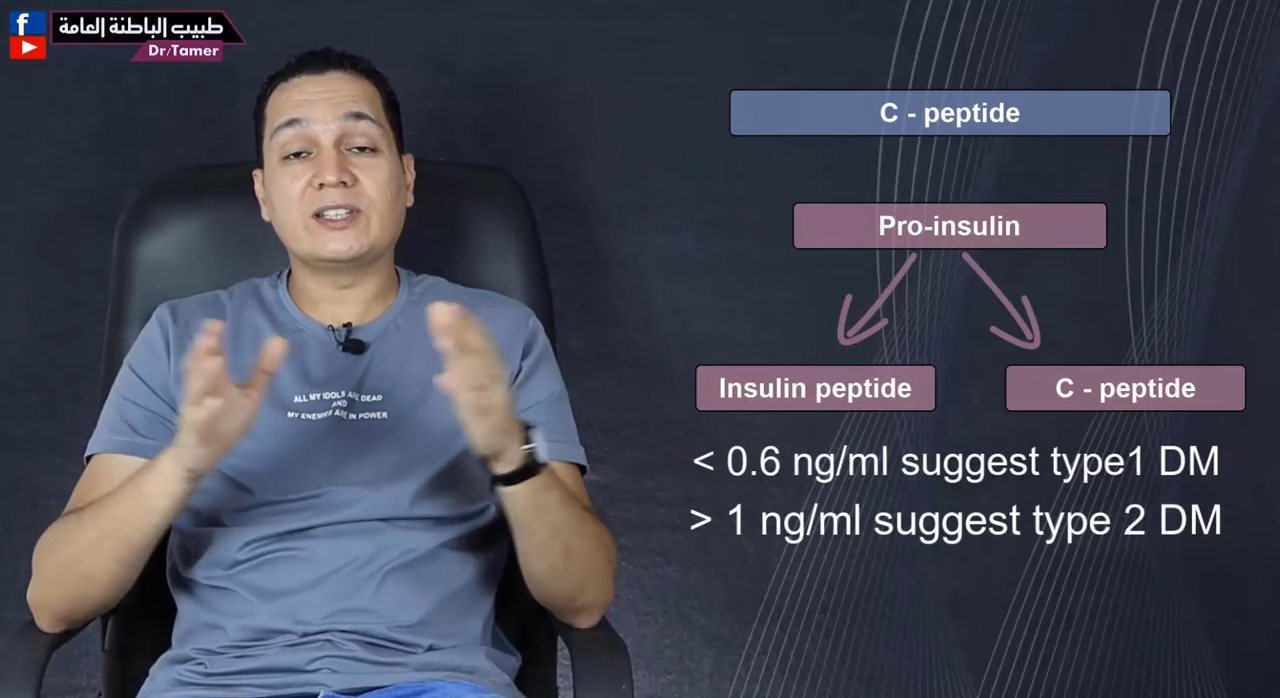 f
طبيب الباطنة العامة
Dr/Tamer
ALL MY IDOLS ARE DEAD
AND
MY ENEMIES ARE IN POWER
C - peptide
Pro-insulin
Insulin peptide
C - peptide
< 0.6 ng/ml suggest type1 DM
> 1 ng/ml suggest type 2 DM